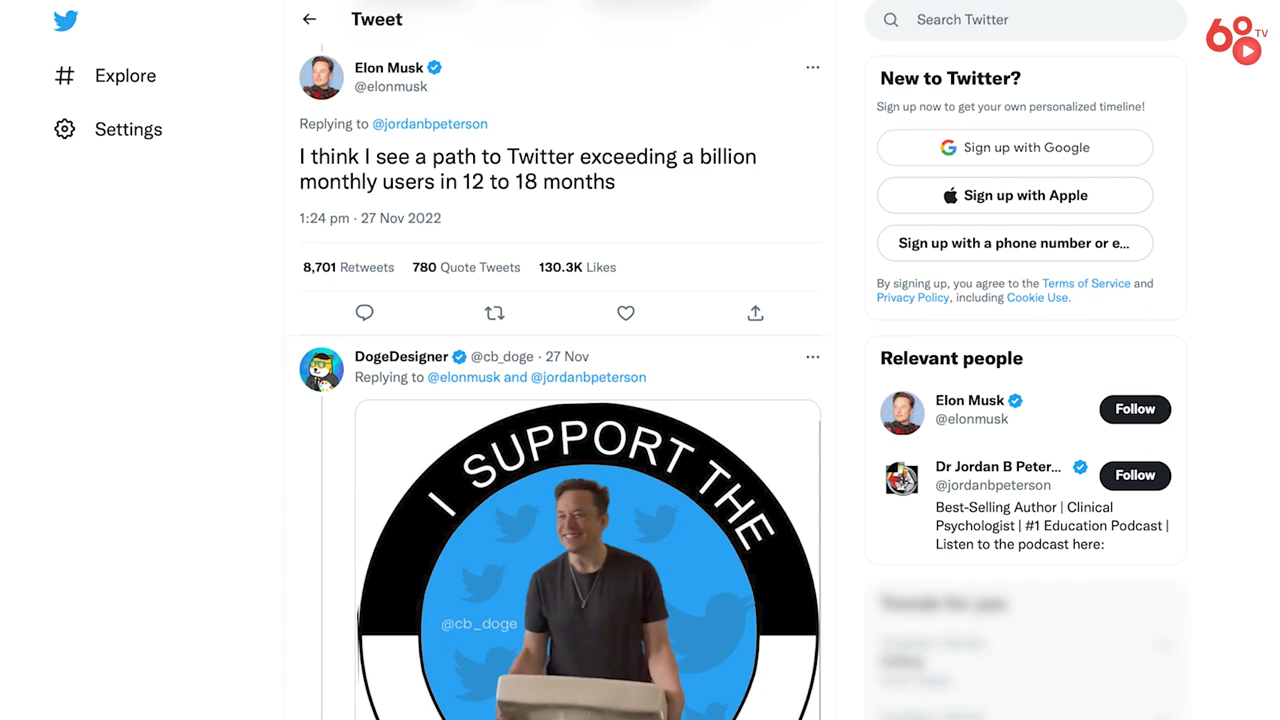 Tweet
Search Twitter
60 TV
Explore
Settings
Elon Musk
@elonmusk
Replying to @jordanbpeterson
I think I see a path to Twitter exceeding a billion
monthly users in 12 to 18 months
1:24 pm · 27 Nov 2022
8,701 Retweets 780 Quote Tweets 130.3K Likes
DogeDesigner @cb_doge · 27 Nov
Replying to @elonmusk and @jordanbpeterson
I SUPPORT THE
@cb_doge
New to Twitter?
Sign up now to get your own personalized timeline!
Sign up with Google
Sign up with Apple
Sign up with a phone number or e...
By signing up, you agree to the Terms of Service and
Privacy Policy, including Cookie Use.
Relevant people
Elon Musk
@elonmusk
Follow
Dr Jordan B Peter...
@jordanbpeterson
Follow
Best-Selling Author | Clinical
Psychologist | #1 Education Podcast |
Listen to the podcast here:
Trends for you